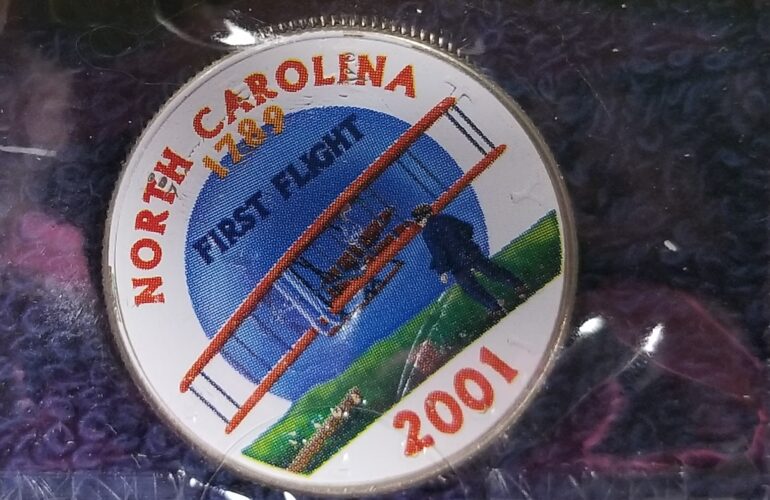 NORTH CAROLINA
1789
FIRST FLIGHT
2001